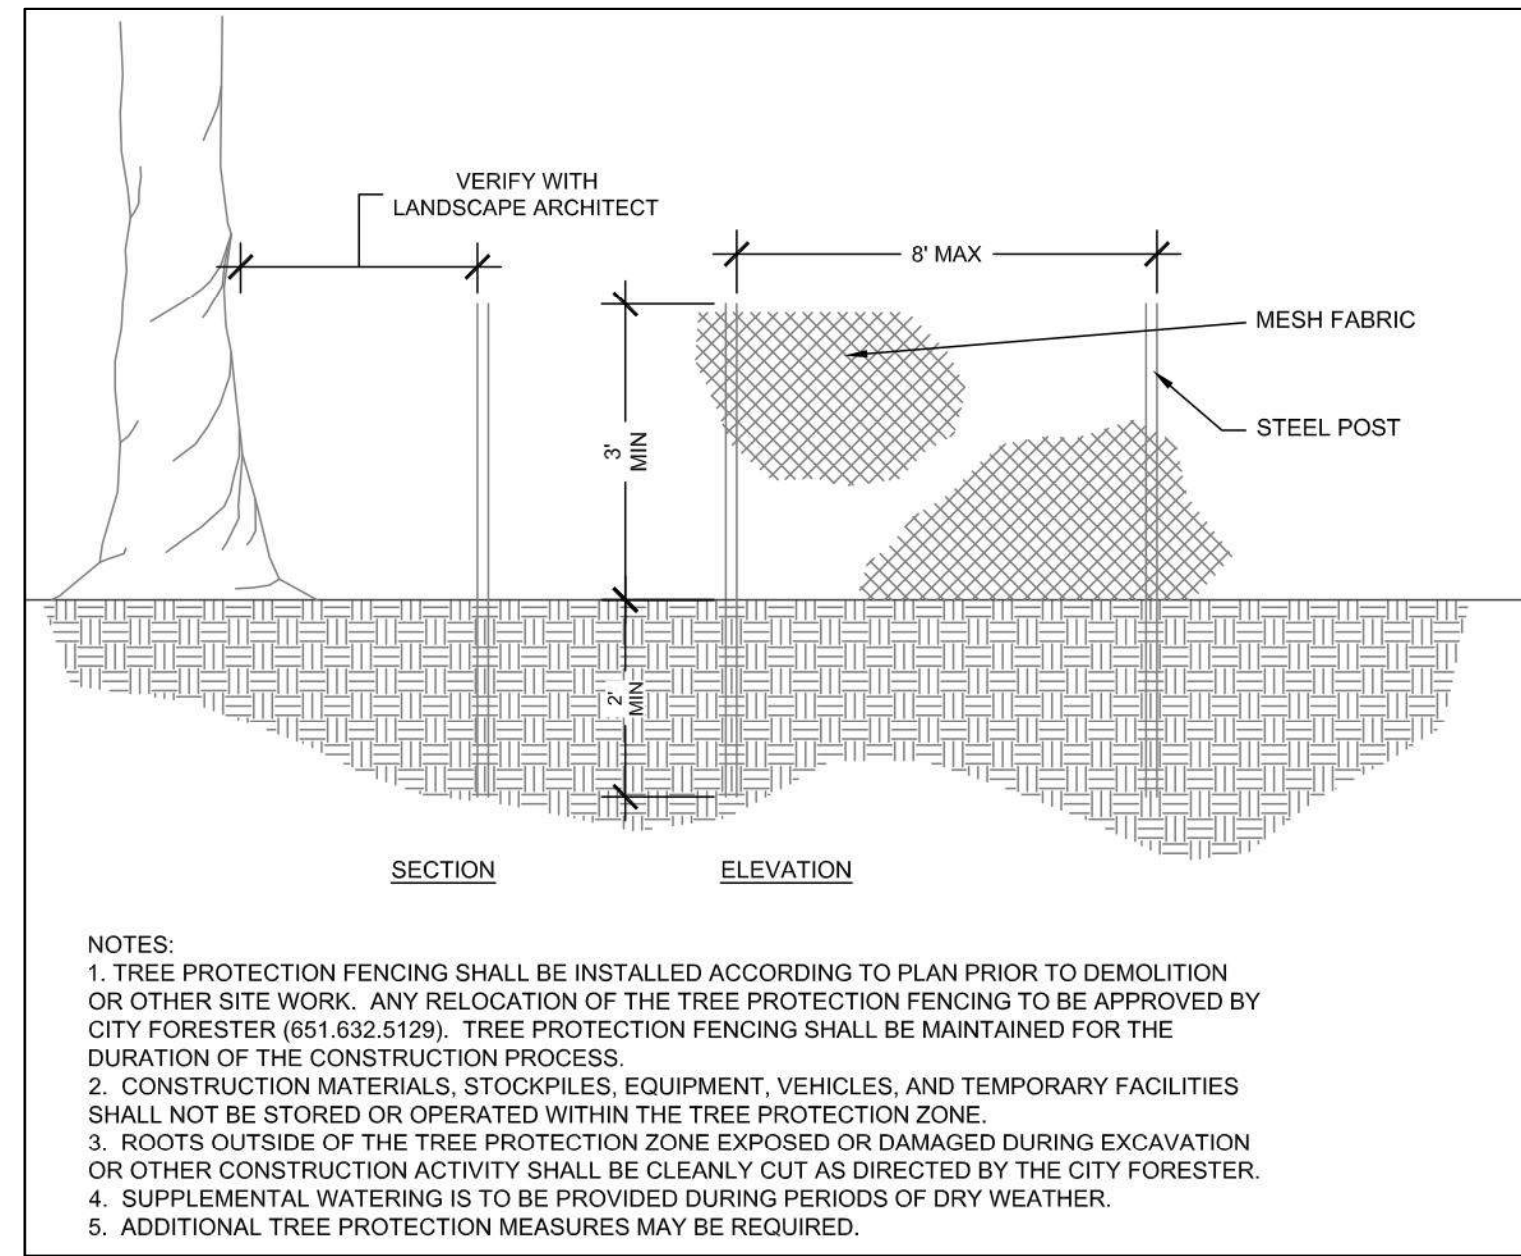 VERIFY WITH
LANDSCAPE ARCHITECT
8' MAX
MESH FABRIC
STEEL POST
3'
MIN
2'
MIN
SECTION
ELEVATION
NOTES:
1. TREE PROTECTION FENCING SHALL BE INSTALLED ACCORDING TO PLAN PRIOR TO DEMOLITION
OR OTHER SITE WORK. ANY RELOCATION OF THE TREE PROTECTION FENCING TO BE APPROVED BY
CITY FORESTER (651.632.5129). TREE PROTECTION FENCING SHALL BE MAINTAINED FOR THE
DURATION OF THE CONSTRUCTION PROCESS.
2. CONSTRUCTION MATERIALS, STOCKPILES, EQUIPMENT, VEHICLES, AND TEMPORARY FACILITIES
SHALL NOT BE STORED OR OPERATED WITHIN THE TREE PROTECTION ZONE.
3. ROOTS OUTSIDE OF THE TREE PROTECTION ZONE EXPOSED OR DAMAGED DURING EXCAVATION
OR OTHER CONSTRUCTION ACTIVITY SHALL BE CLEANLY CUT AS DIRECTED BY THE CITY FORESTER.
4. SUPPLEMENTAL WATERING IS TO BE PROVIDED DURING PERIODS OF DRY WEATHER.
5. ADDITIONAL TREE PROTECTION MEASURES MAY BE REQUIRED.